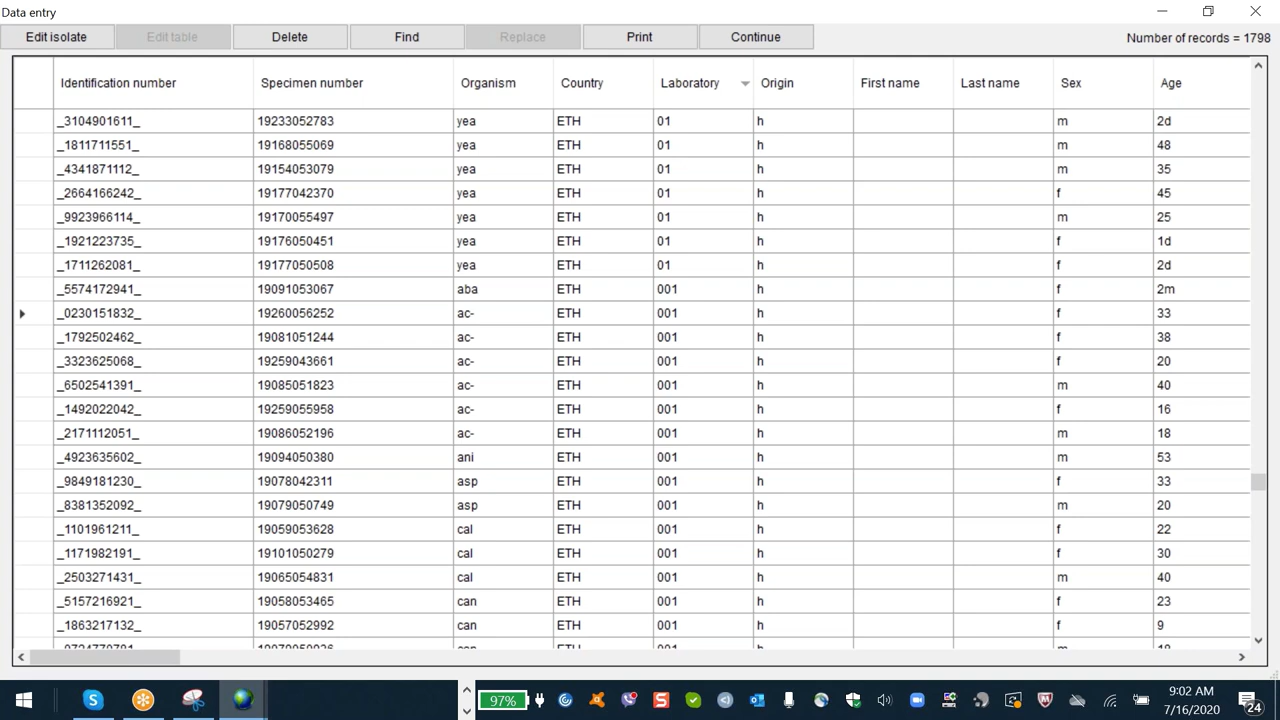 Data entry
Edit isolate Edit table Delete Find Replace Print Continue Number of records = 1798
Identification number Specimen number Organism Country Laboratory Origin First name Last name Sex Age
_3104901611_ 19233052783 yea ETH 01 h m 2d
_1811711551_ 19168055069 yea ETH 01 h m 48
_4341871112_ 19154053079 yea ETH 01 h m 35
_2664166242_ 19177042370 yea ETH 01 h f 45
_9923966114_ 19170055497 yea ETH 01 h m 25
_1921223735_ 19176050451 yea ETH 01 h f 1d
_1711262081_ 19177050508 yea ETH 01 h f 2d
_5574172941_ 19091053067 aba ETH 001 h f 2m
_0230151832_ 19260056252 ac- ETH 001 h f 33
_1792502462_ 19081051244 ac- ETH 001 h f 38
_3323625068_ 19259043661 ac- ETH 001 h f 20
_6502541391_ 19085051823 ac- ETH 001 h m 40
_1492022042_ 19259055958 ac- ETH 001 h f 16
_2171112051_ 19086052196 ac- ETH 001 h m 18
_4923635602_ 19094050380 ani ETH 001 h m 53
_9849181230_ 19078042311 asp ETH 001 h f 33
_8381352092_ 19079050749 asp ETH 001 h m 20
_1101961211_ 19059053628 cal ETH 001 h f 22
_1171982191_ 19101050279 cal ETH 001 h f 30
_2503271431_ 19065054831 cal ETH 001 h m 40
_5157216921_ 19058053465 can ETH 001 h f 23
_1863217132_ 19057052992 can ETH 001 h f 9
97% 9:02 AM
7/16/2020 24